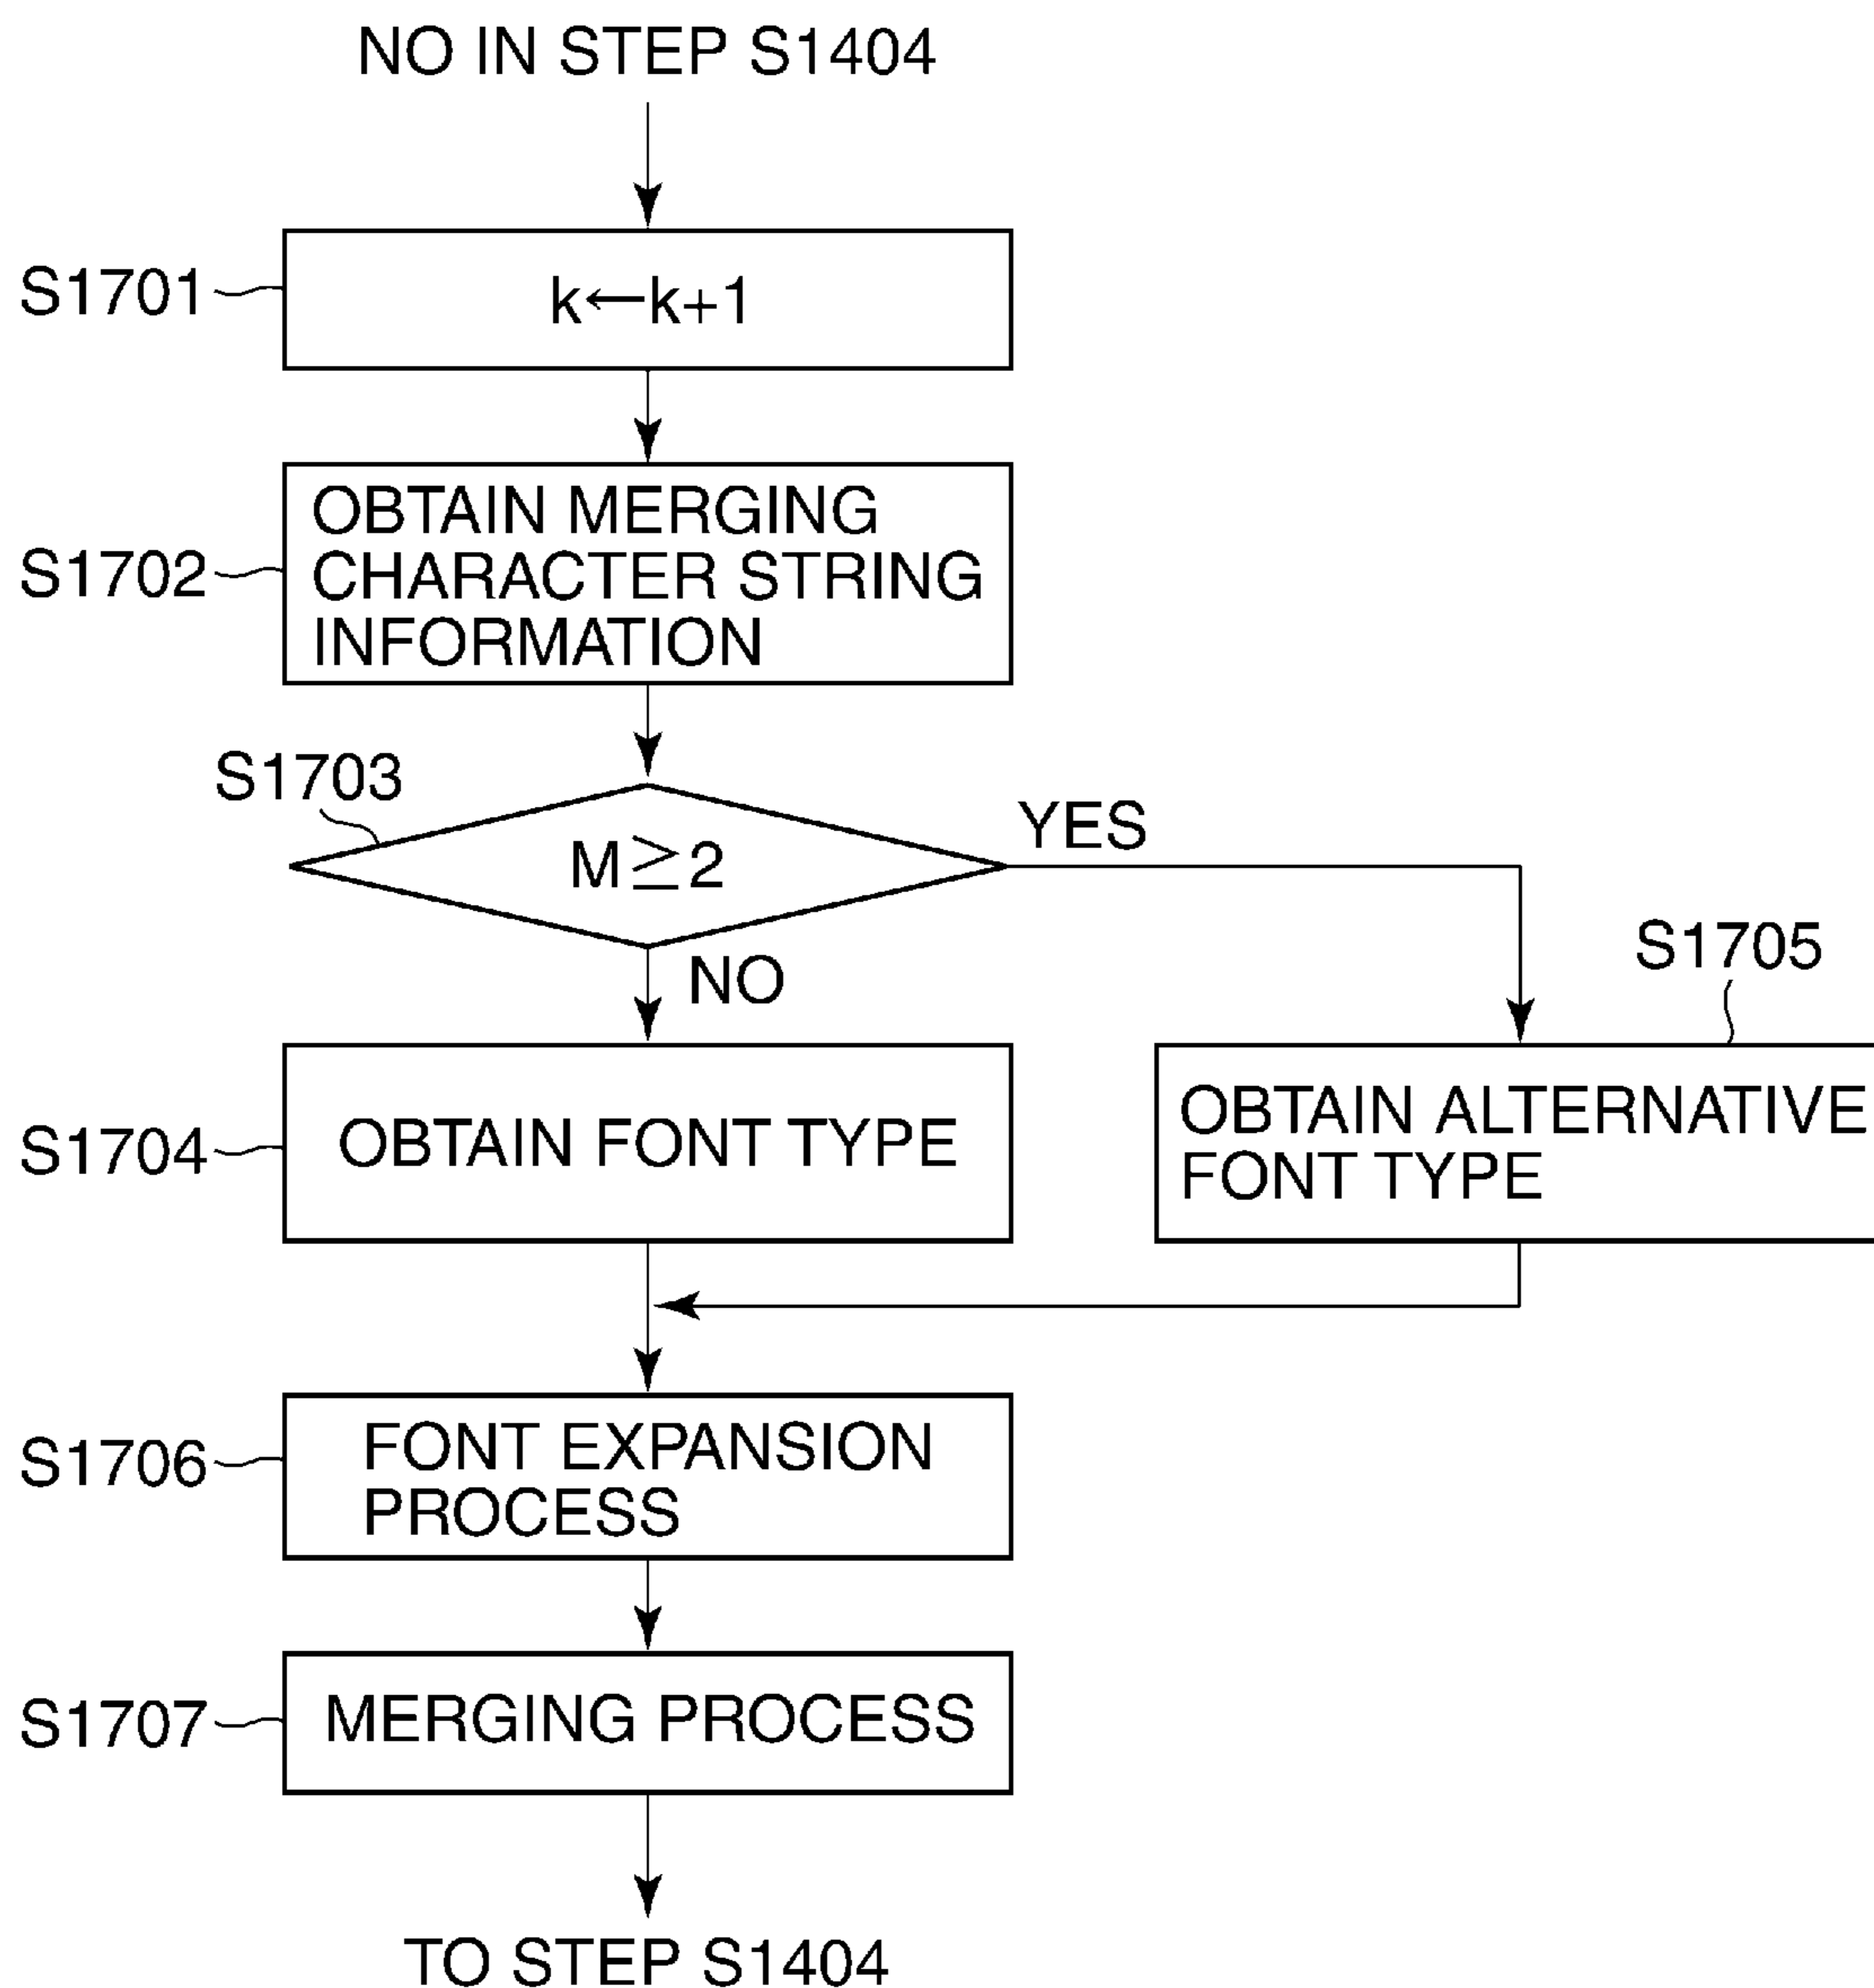 NO IN STEP S1404
S1701
k←k+1
S1702
OBTAIN MERGING
CHARACTER STRING
INFORMATION
S1703
M≧2
YES
NO
S1704
OBTAIN FONT TYPE
S1705
OBTAIN ALTERNATIVE
FONT TYPE
S1706
FONT EXPANSION
PROCESS
S1707
MERGING PROCESS
TO STEP S1404